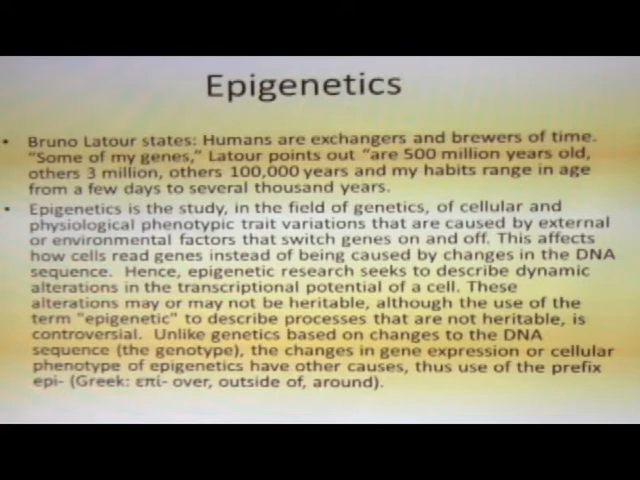 Epigenetics
• Bruno Latour states: Humans are exchangers and brewers of time.
"Some of my genes," Latour points out "are 500 million years old,
others 3 million, others 100,000 years and my habits range in age
from a few days to several thousand years.
• Epigenetics is the study, in the field of genetics, of cellular and
physiological phenotypic trait variations that are caused by external
or environmental factors that switch genes on and off. This affects
how cells read genes instead of being caused by changes in the DNA
sequence. Hence, epigenetic research seeks to describe dynamic
alterations in the transcriptional potential of a cell. These
alterations may or may not be heritable, although the use of the
term "epigenetic" to describe processes that are not heritable, is
controversial. Unlike genetics based on changes to the DNA
sequence (the genotype), the changes in gene expression or cellular
phenotype of epigenetics have other causes, thus use of the prefix
epi- (Greek: επί- over, outside of, around).